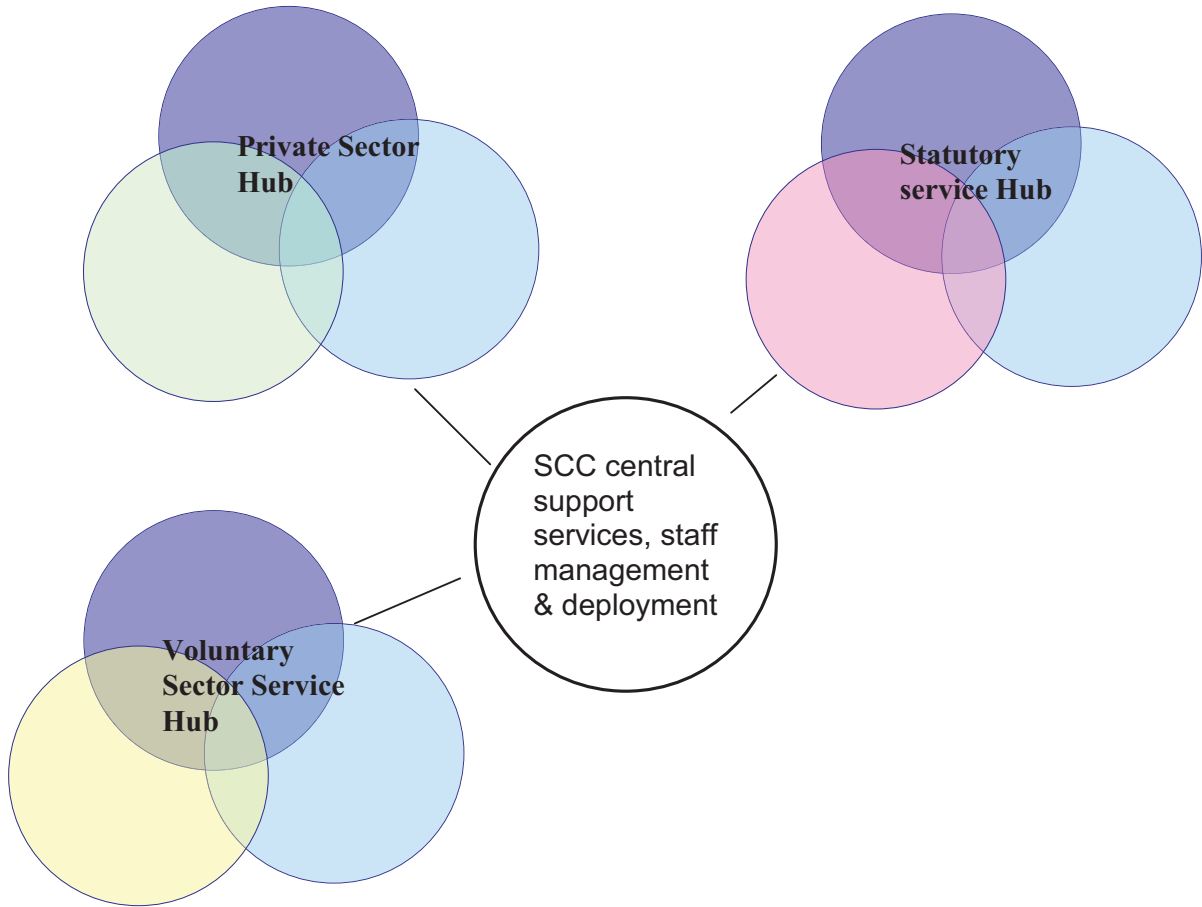 Private Sector
Hub
Statutory
service Hub
SCC central
support
services, staff
management
& deployment
Voluntary
Sector Service
Hub